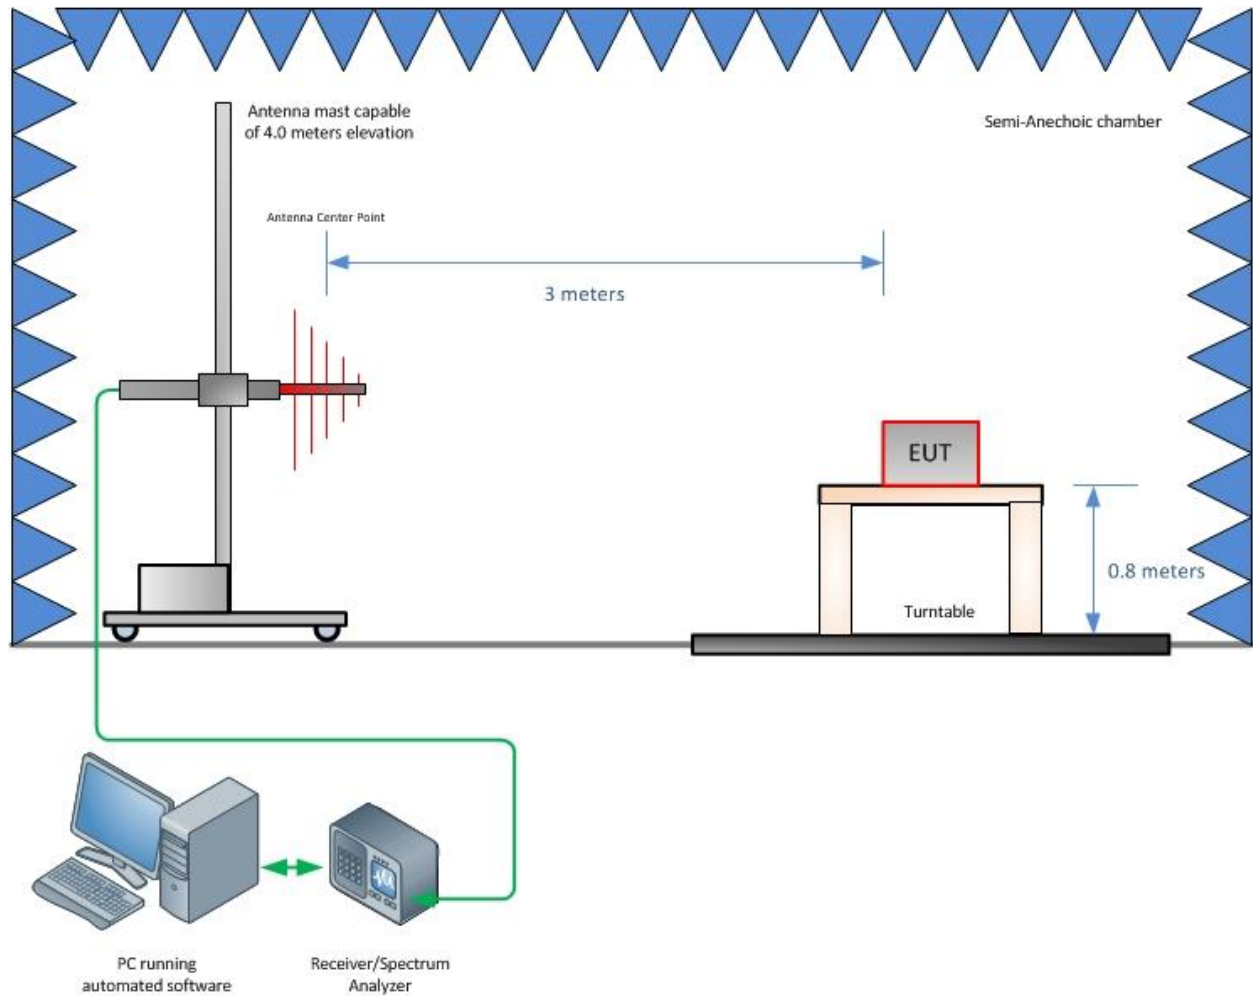 Antenna mast capable
of 4.0 meters elevation
Semi-Anechoic chamber
Antenna Center Point
3 meters
EUT
0.8 meters
Turntable
PC running
automated software
Receiver/Spectrum
Analyzer